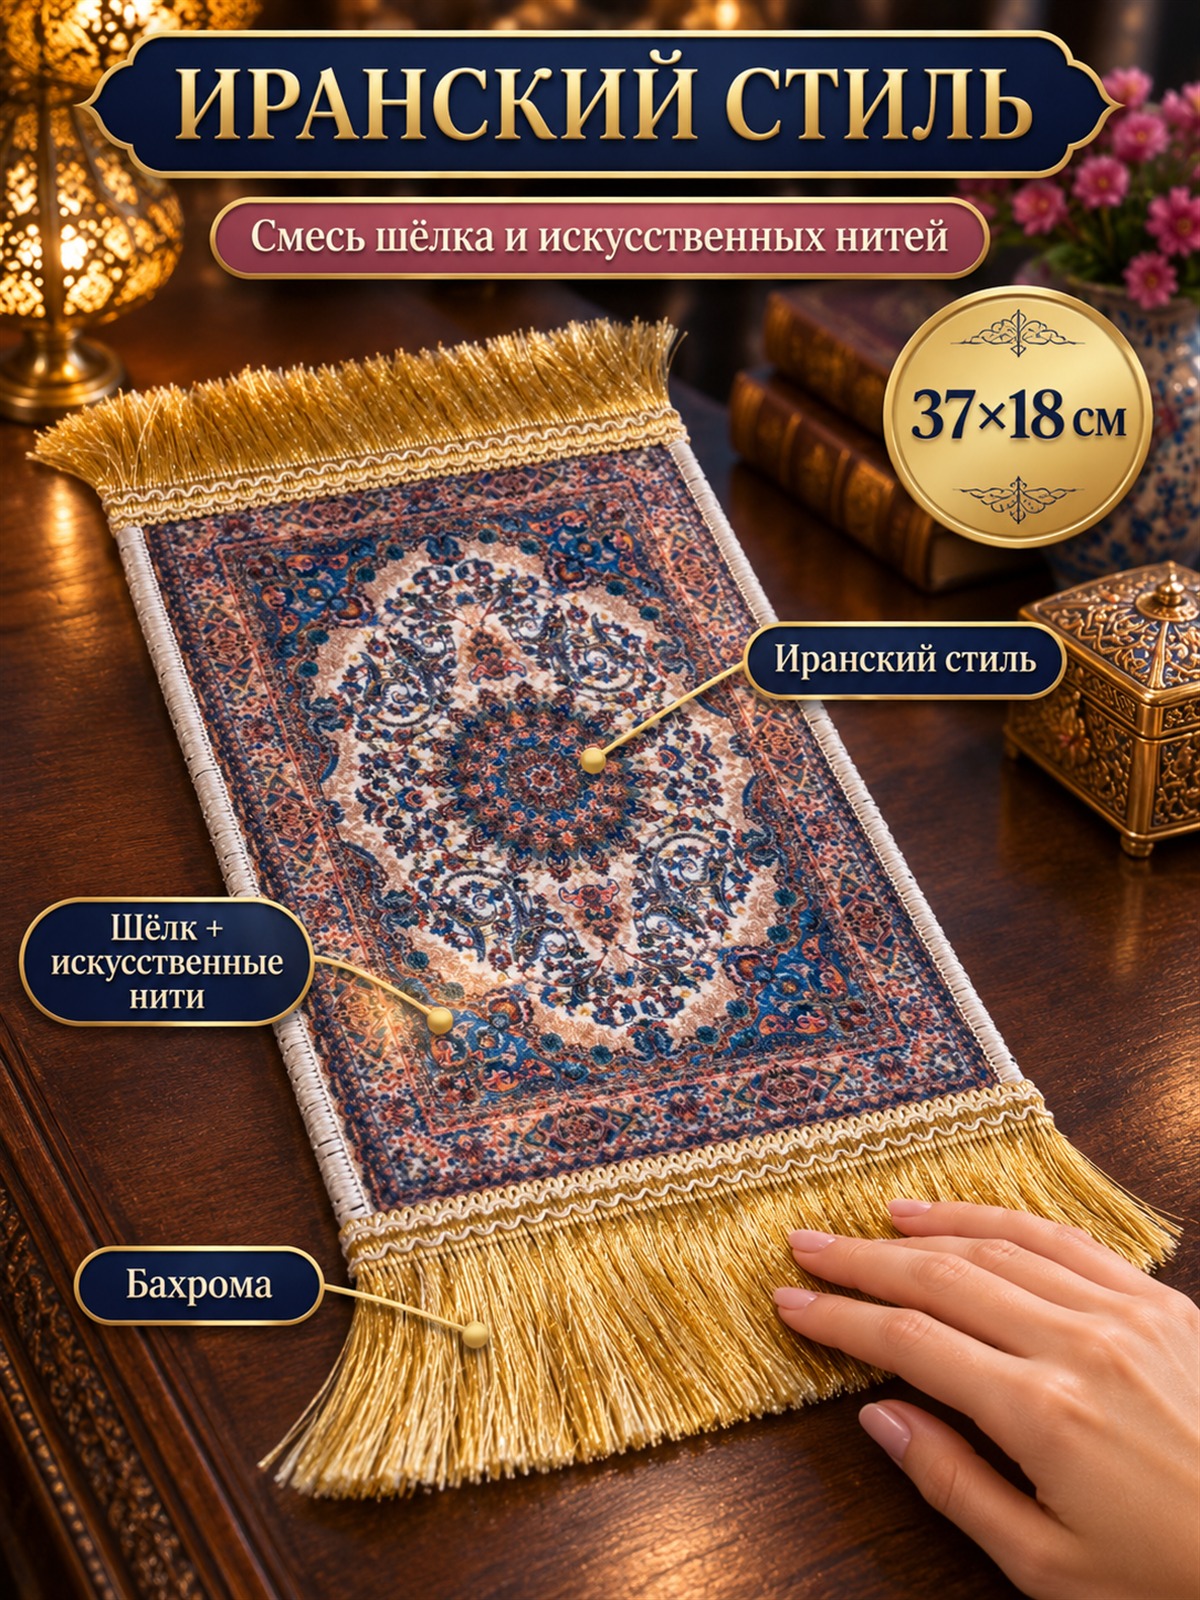 ИРАНСКИЙ СТИЛЬ
Смесь шёлка и искусственных нитей
37×18 см
Иранский стиль
Шёлк +
искусственные
нити
Бахрома